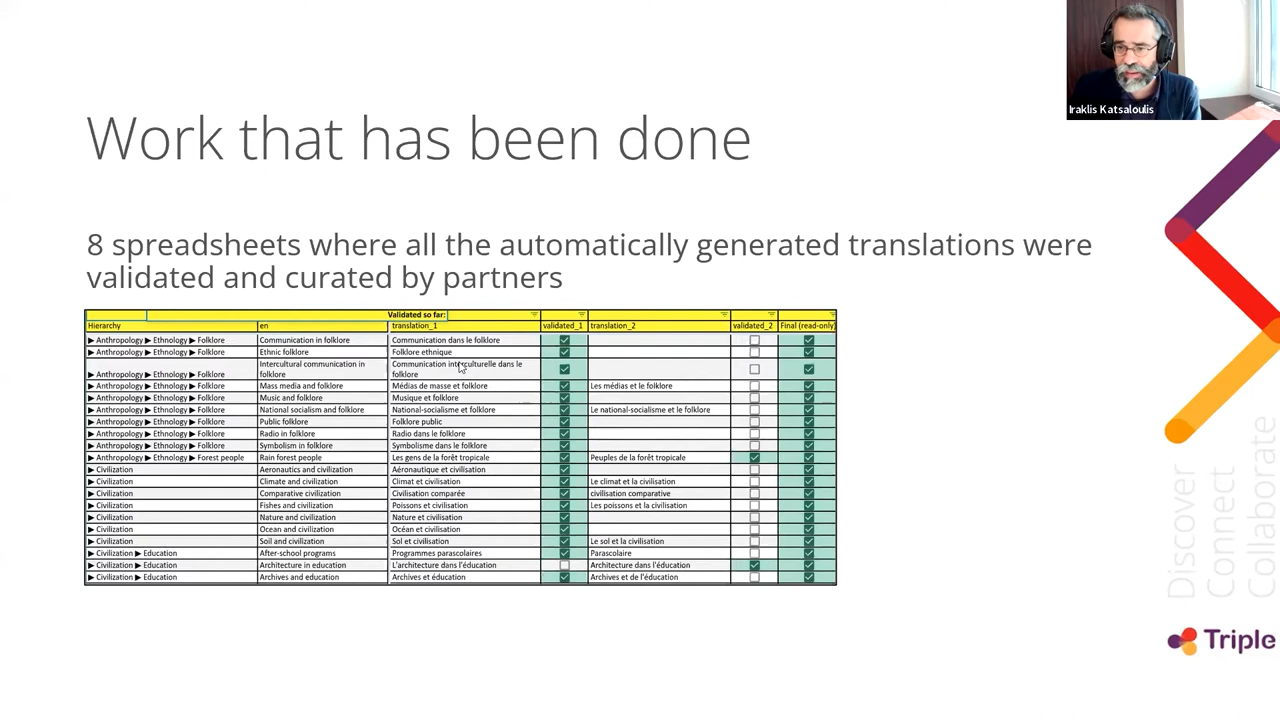 Iraklis Katsaloulis
Work that has been done
8 spreadsheets where all the automatically generated translations were
validated and curated by partners
Validated so far:
Hierarchy en translation_1 validated_1 translation_2 validated_2 Final (read-only)
▶ Anthropology ▶ Ethnology ▶ Folklore Communication in folklore Communication dans le folklore
▶ Anthropology ▶ Ethnology ▶ Folklore Ethnic folklore Folklore ethnique
▶ Anthropology ▶ Ethnology ▶ Folklore Intercultural communication in folklore Communication interculturelle dans le folklore
▶ Anthropology ▶ Ethnology ▶ Folklore Mass media and folklore Médias de masse et folklore Les médias et le folklore
▶ Anthropology ▶ Ethnology ▶ Folklore Music and folklore Musique et folklore
▶ Anthropology ▶ Ethnology ▶ Folklore National socialism and folklore National-socialisme et folklore Le national-socialisme et le folklore
▶ Anthropology ▶ Ethnology ▶ Folklore Public folklore Folklore public
▶ Anthropology ▶ Ethnology ▶ Folklore Radio in folklore Radio dans le folklore
▶ Anthropology ▶ Ethnology ▶ Folklore Symbolism in folklore Symbolisme dans le folklore
▶ Anthropology ▶ Ethnology ▶ Forest people Rain forest people Les gens de la forêt tropicale Peuples de la forêt tropicale
▶ Civilization Aeronautics and civilization Aéronautique et civilisation
▶ Civilization Climate and civilization Climat et civilisation Le climat et la civilisation
▶ Civilization Comparative civilization Civilisation comparée civilisation comparative
▶ Civilization Fishes and civilization Poissons et civilisation Les poissons et la civilisation
▶ Civilization Nature and civilization Nature et civilisation
▶ Civilization Ocean and civilization Océan et civilisation
▶ Civilization Soil and civilization Sol et civilisation Le sol et la civilisation
▶ Civilization ▶ Education After-school programs Programmes parascolaires Parascolaire
▶ Civilization ▶ Education Architecture in education L'architecture dans l'éducation Architecture dans l'éducation
▶ Civilization ▶ Education Archives and education Archives et éducation Archives et de l'éducation
Discover
Connect
Collaborate
Triple